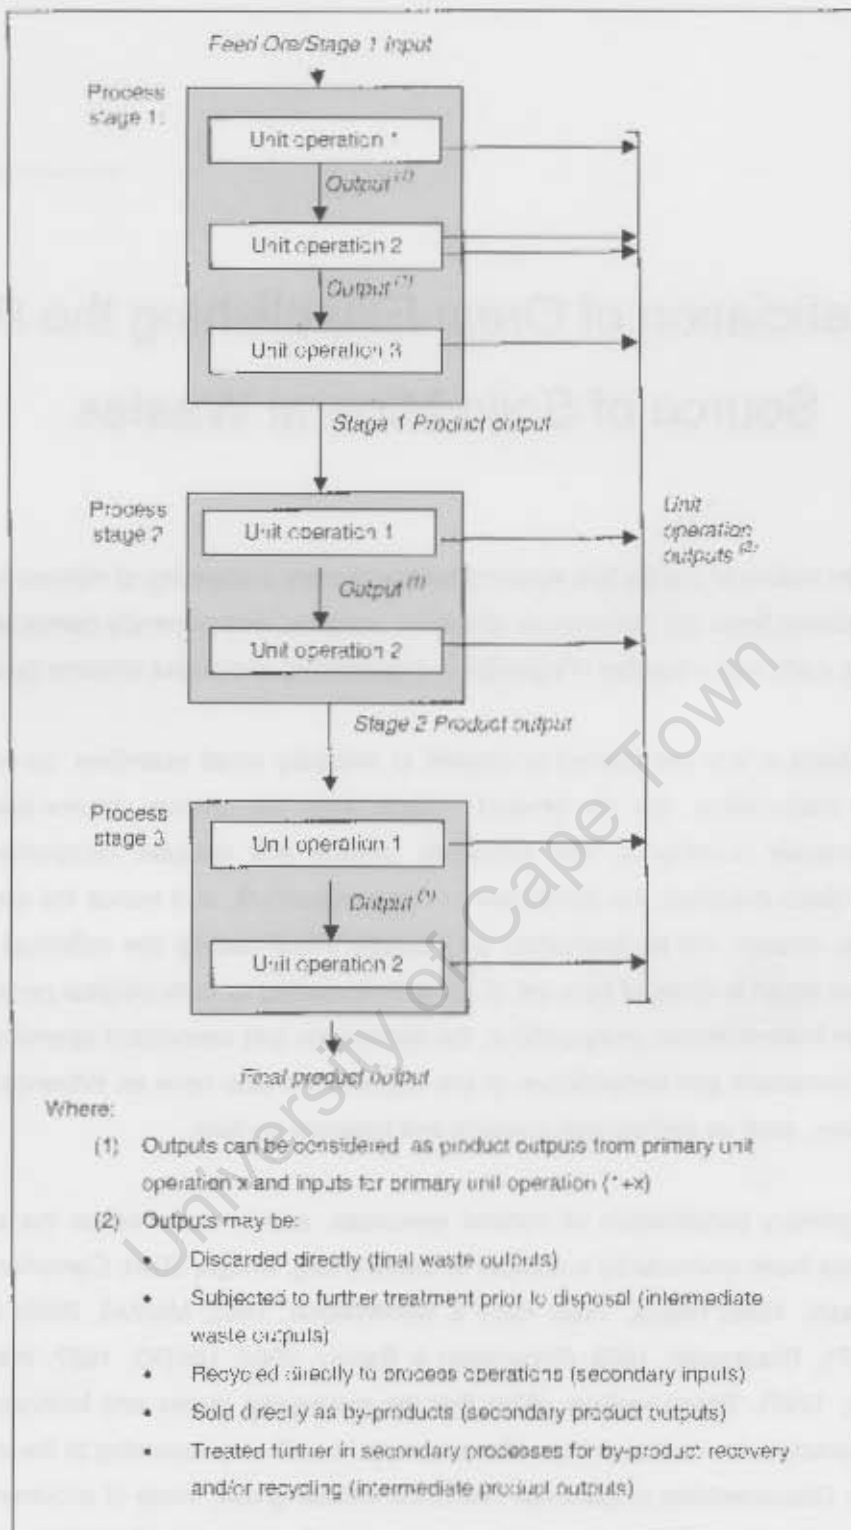 Feed Ore/Stage 1 Input
Process
stage 1:
Unit operation 1
Output (1)
Unit operation 2
Output (1)
Unit operation 3
Stage 1 Product output
Process
stage 2
Unit operation 1
Output (1)
Unit operation 2
Unit
operation
outputs (2)
Stage 2 Product output
Process
stage 3
Unit operation 1
Output (1)
Unit operation 2
Final product output
Where:
(1) Outputs can be considered as product outputs from primary unit
operation x and inputs for primary unit operation (1+x)
(2) Outputs may be:
• Discarded directly (final waste outputs)
• Subjected to further treatment prior to disposal (intermediate
waste outputs)
• Recycled directly to process operations (secondary inputs)
• Sold directly as by-products (secondary product outputs)
• Treated further in secondary processes for by-product recovery
and/or recycling (intermediate product outputs)
University of Cape Town